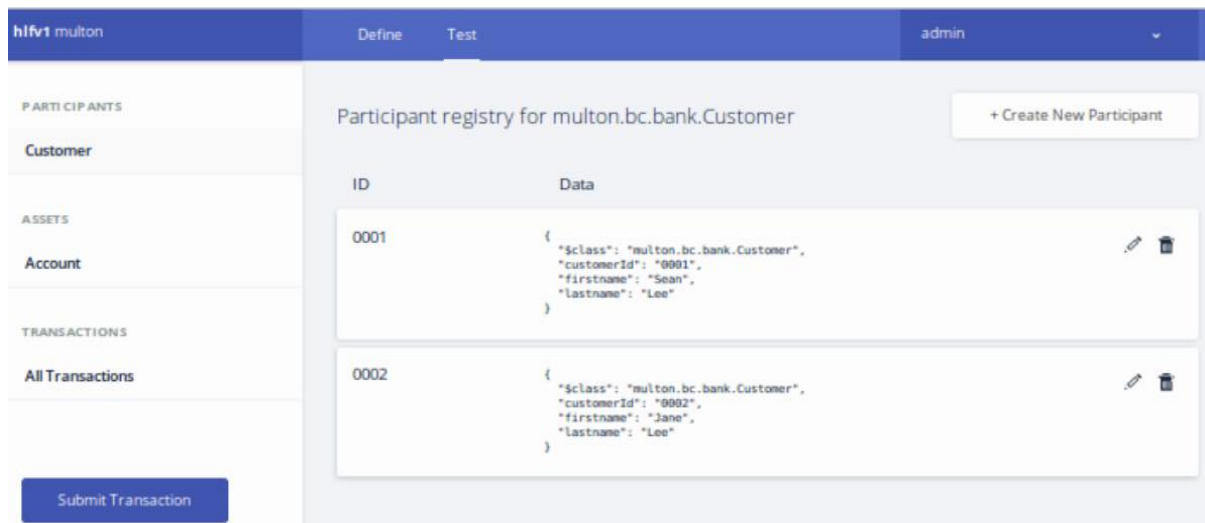 hlfv1 multon
Define
Test
admin
PARTICIPANTS
Customer
ASSETS
Account
TRANSACTIONS
All Transactions
Submit Transaction
Participant registry for multon.bc.bank.Customer
+ Create New Participant
ID Data
0001
{
"$class": "multon.bc.bank.Customer",
"customerId": "0001",
"firstname": "Sean",
"lastname": "Lee"
}
0002
{
"$class": "multon.bc.bank.Customer",
"customerId": "0002",
"firstname": "Jane",
"lastname": "Lee"
}